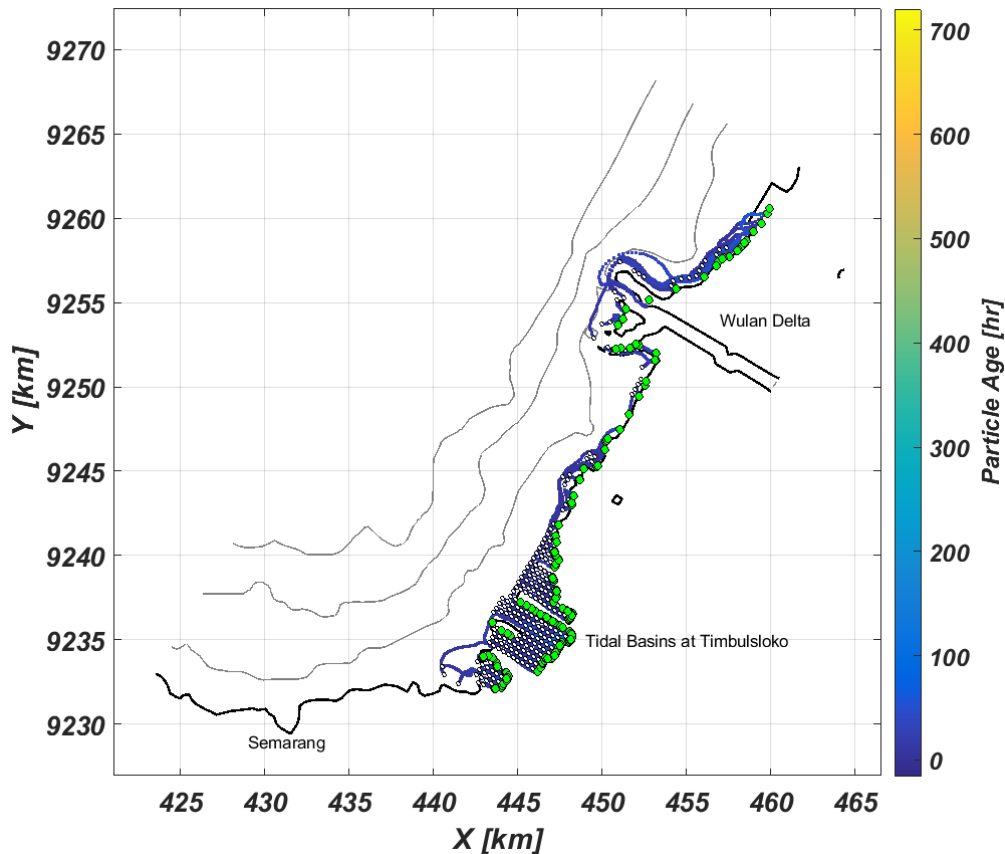 9270
9265
9260
9255
9250
9245
9240
9235
9230
Y [km]
425 430 435 440 445 450 455 460 465
X [km]
Wulan Delta
Tidal Basins at Timbulsloko
Semarang
700
600
500
400
300
200
100
0
Particle Age [hr]